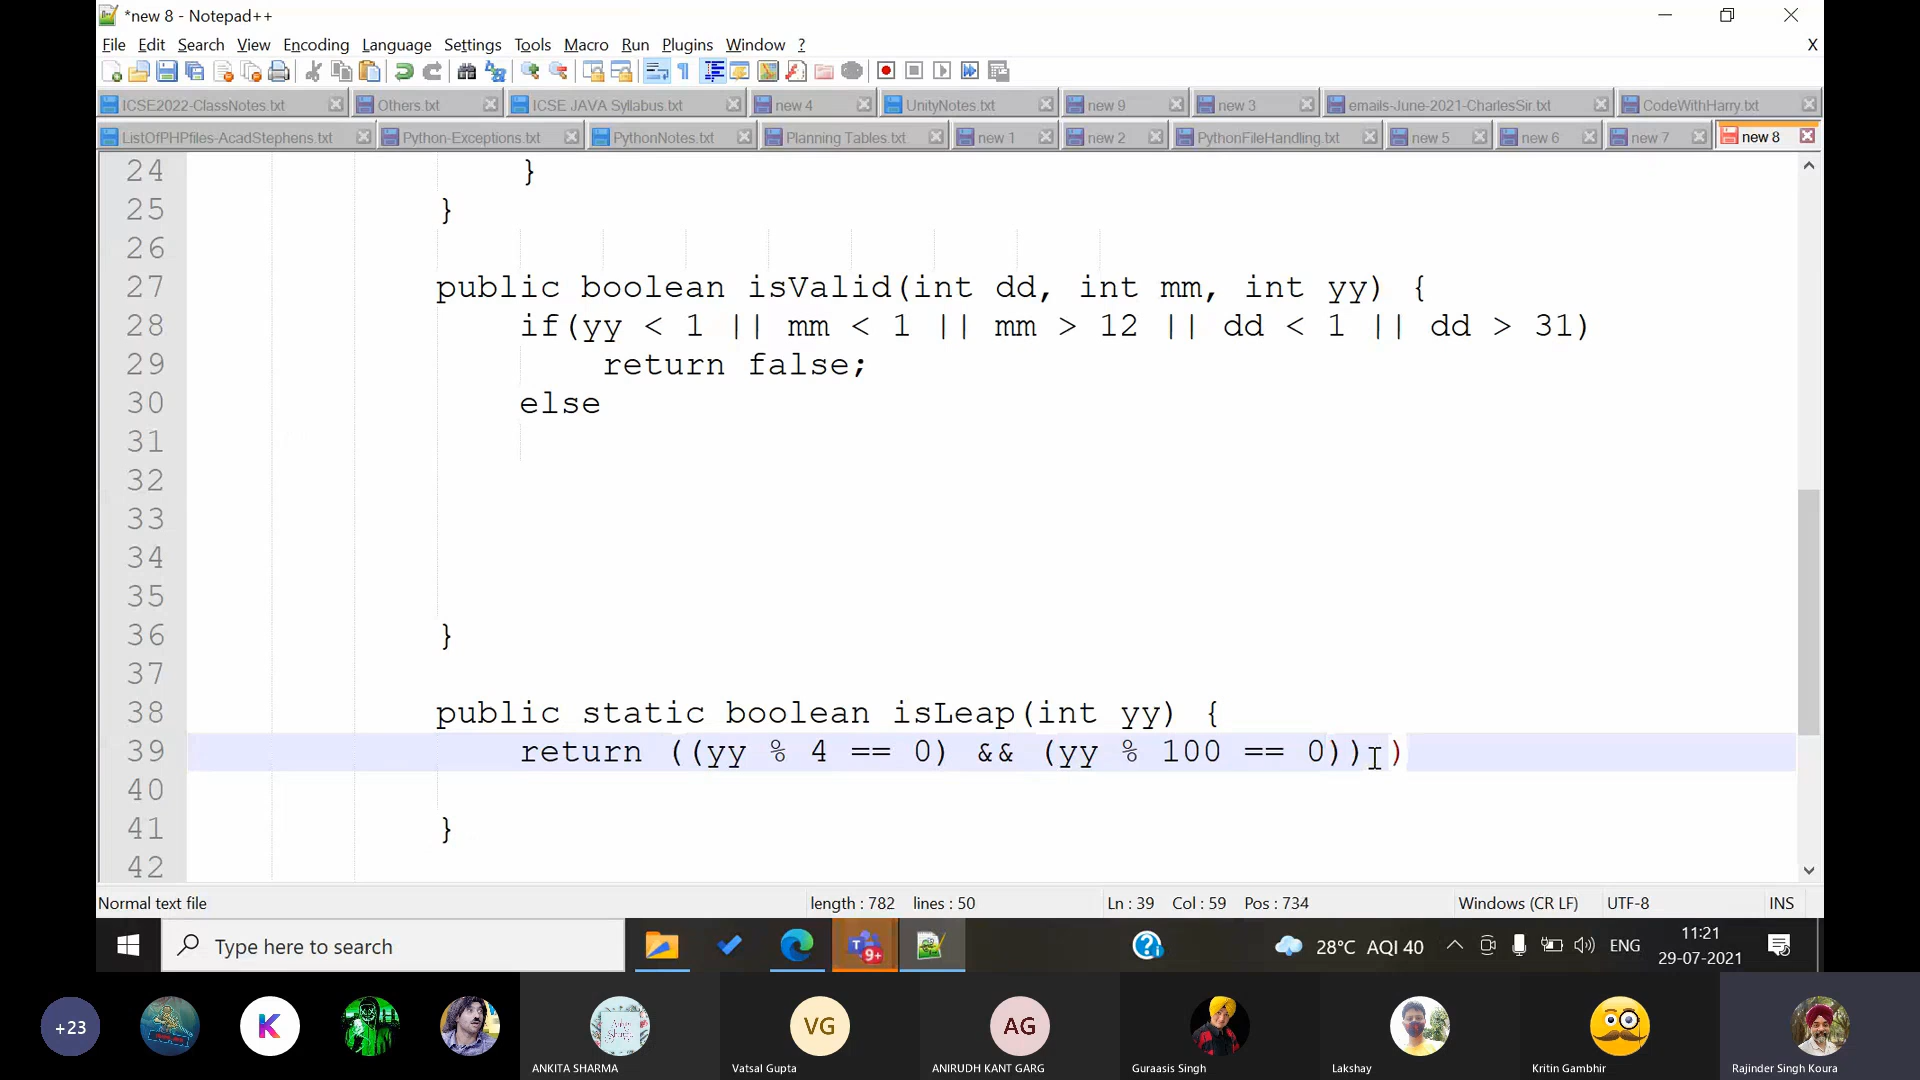 *new 8 - Notepad++
File Edit Search View Encoding Language Settings Tools Macro Run Plugins Window ? X
ICSE2022-ClassNotes.txt Others.txt ICSE JAVA Syllabus.txt new 4 UnityNotes.txt new 9 new 3 emails-June-2021-CharlesSir.txt CodeWithHarry.txt
ListOfPHPfiles-AcadStephens.txt Python-Exceptions.txt PythonNotes.txt Planning Tables.txt new 1 new 2 PythonFileHandling.txt new 5 new 6 new 7 new 8
24 }
25 }
26
27 public boolean isValid(int dd, int mm, int yy) {
28 if(yy < 1 || mm < 1 || mm > 12 || dd < 1 || dd > 31)
29 return false;
30 else
31
32
33
34
35
36 }
37
38 public static boolean isLeap(int yy) {
39 return ((yy % 4 == 0) && (yy % 100 == 0)) )
40
41 }
42
Normal text file length : 782 lines : 50 Ln : 39 Col : 59 Pos : 734 Windows (CR LF) UTF-8 INS
Type here to search 9+ 28°C AQI 40 ENG 11:21
29-07-2021
+23 K VG AG
ANKITA SHARMA Vatsal Gupta ANIRUDH KANT GARG Guraasis Singh Lakshay Kritin Gambhir Rajinder Singh Koura